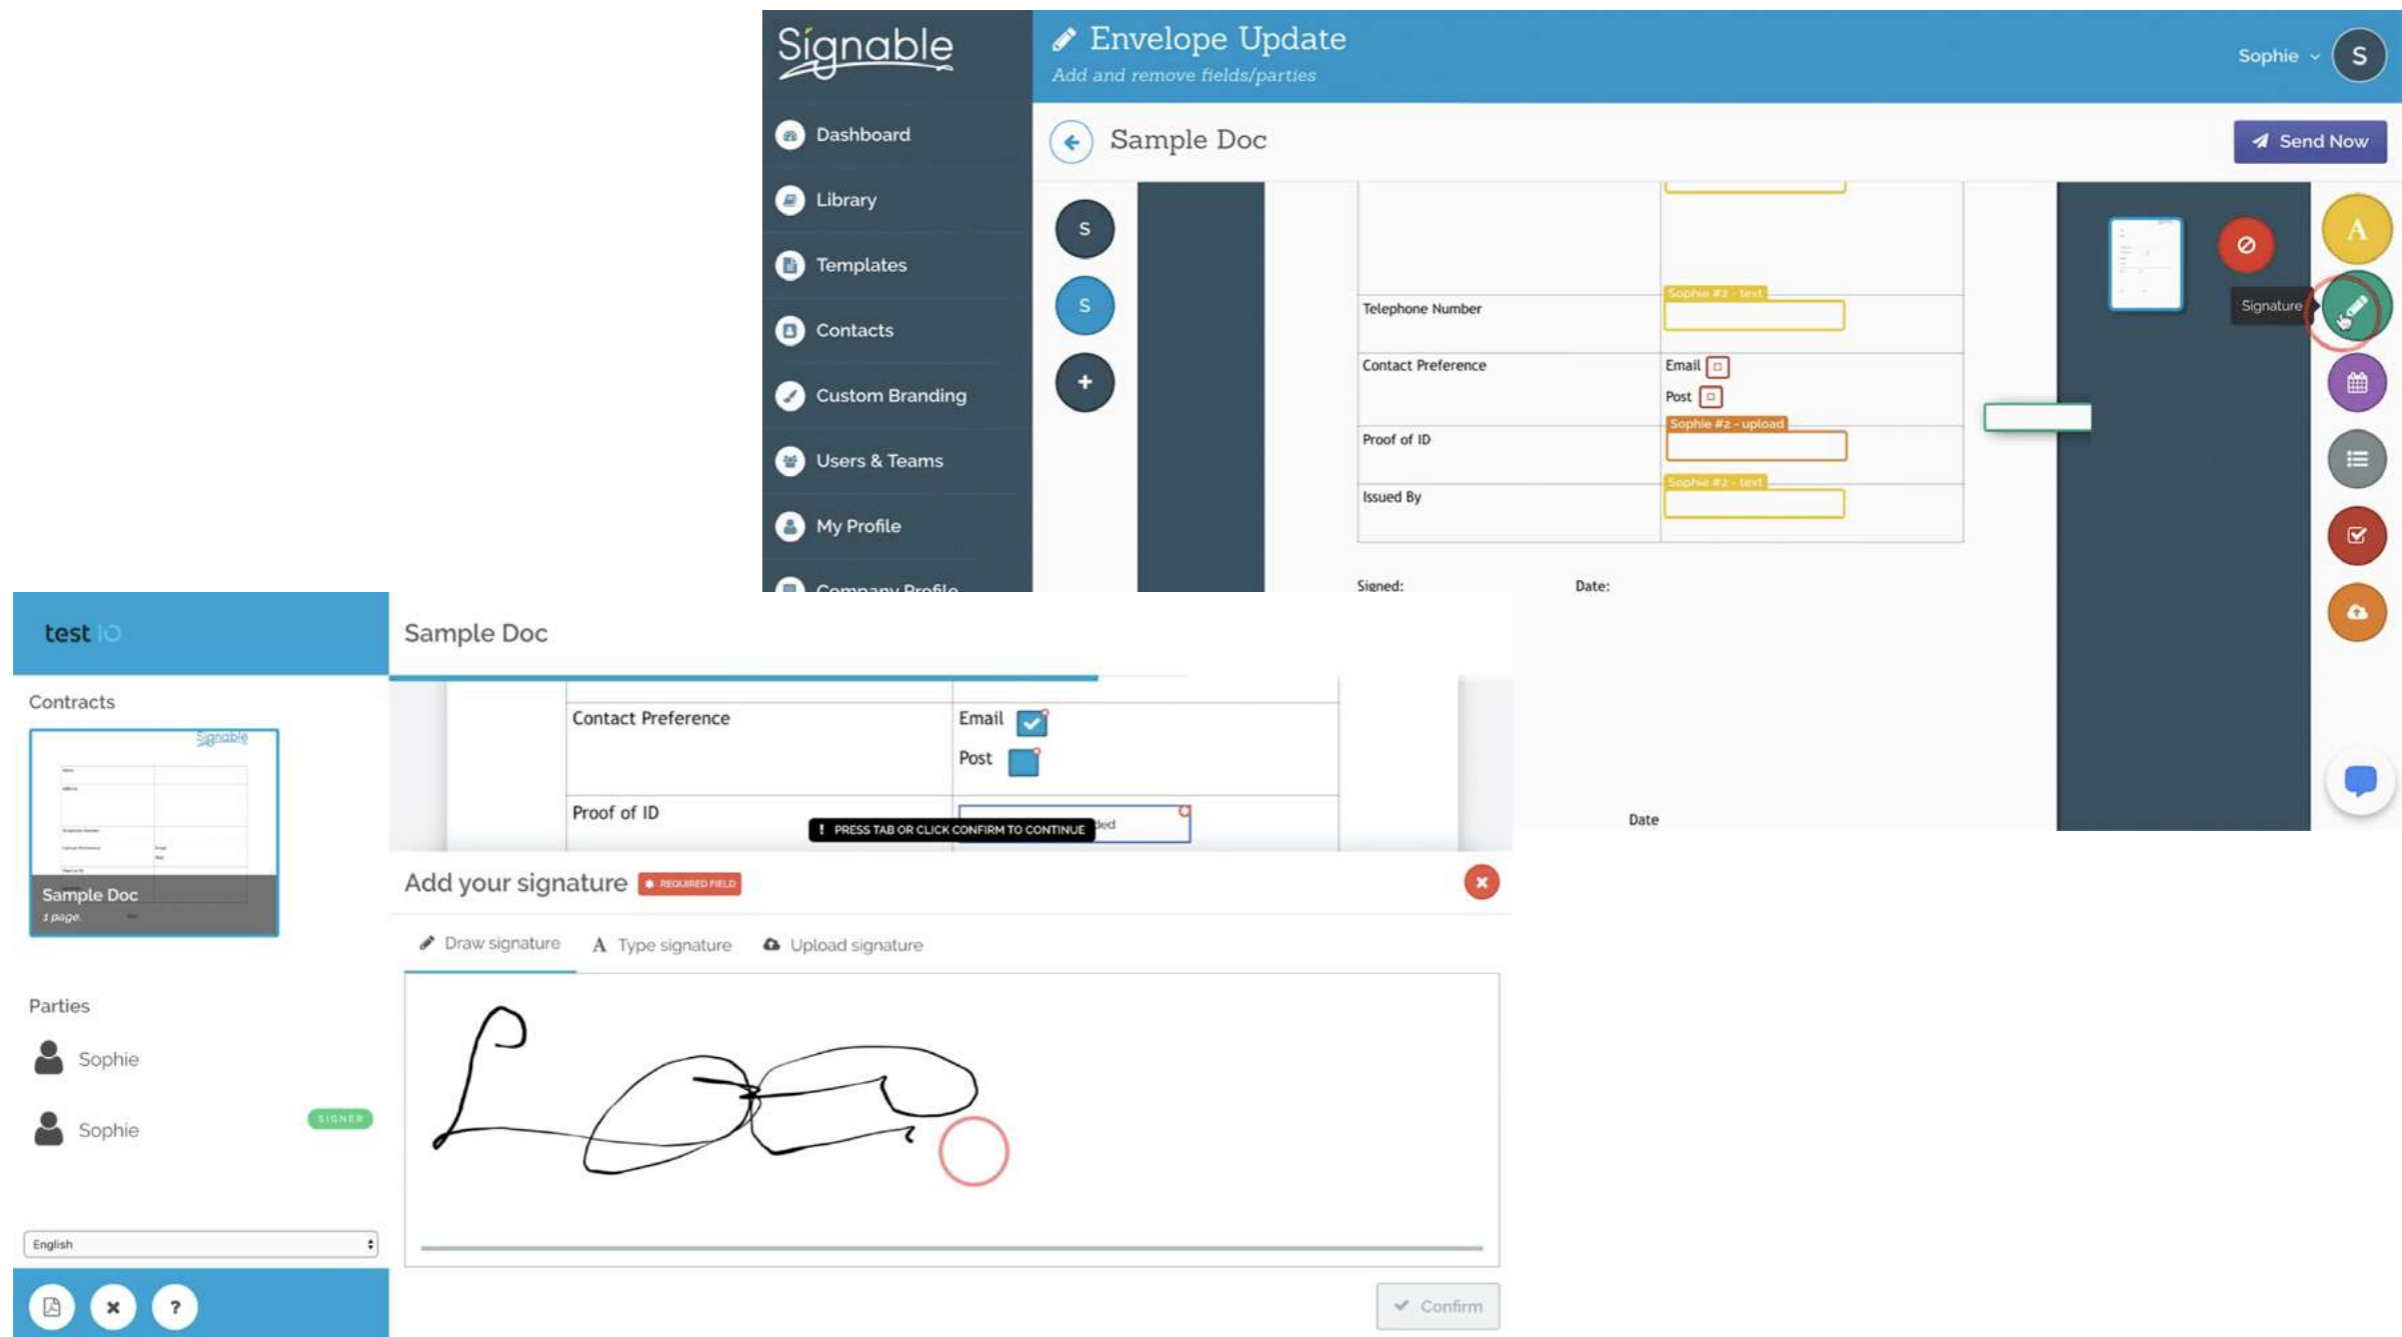 Signable
Envelope Update
Add and remove fields/parties
Sophie
S
Dashboard
Library
Templates
Contacts
Custom Branding
Users & Teams
My Profile
Company Profile
Sample Doc
Send Now
S
S
+
Sophie #2 - text
Telephone Number
Contact Preference
Email
Post
Sophie #2 - upload
Proof of ID
Sophie #2 - text
Issued By
Signed:
Date:
Date
A
Signature
test IO
Sample Doc
Contracts
Signable
Sample Doc
1 page.
Parties
Sophie
Sophie
SIGNER
English
?
Contact Preference
Email
Post
Proof of ID
! PRESS TAB OR CLICK CONFIRM TO CONTINUE
ded
Add your signature
* REQUIRED FIELD
Draw signature
A Type signature
Upload signature
Confirm